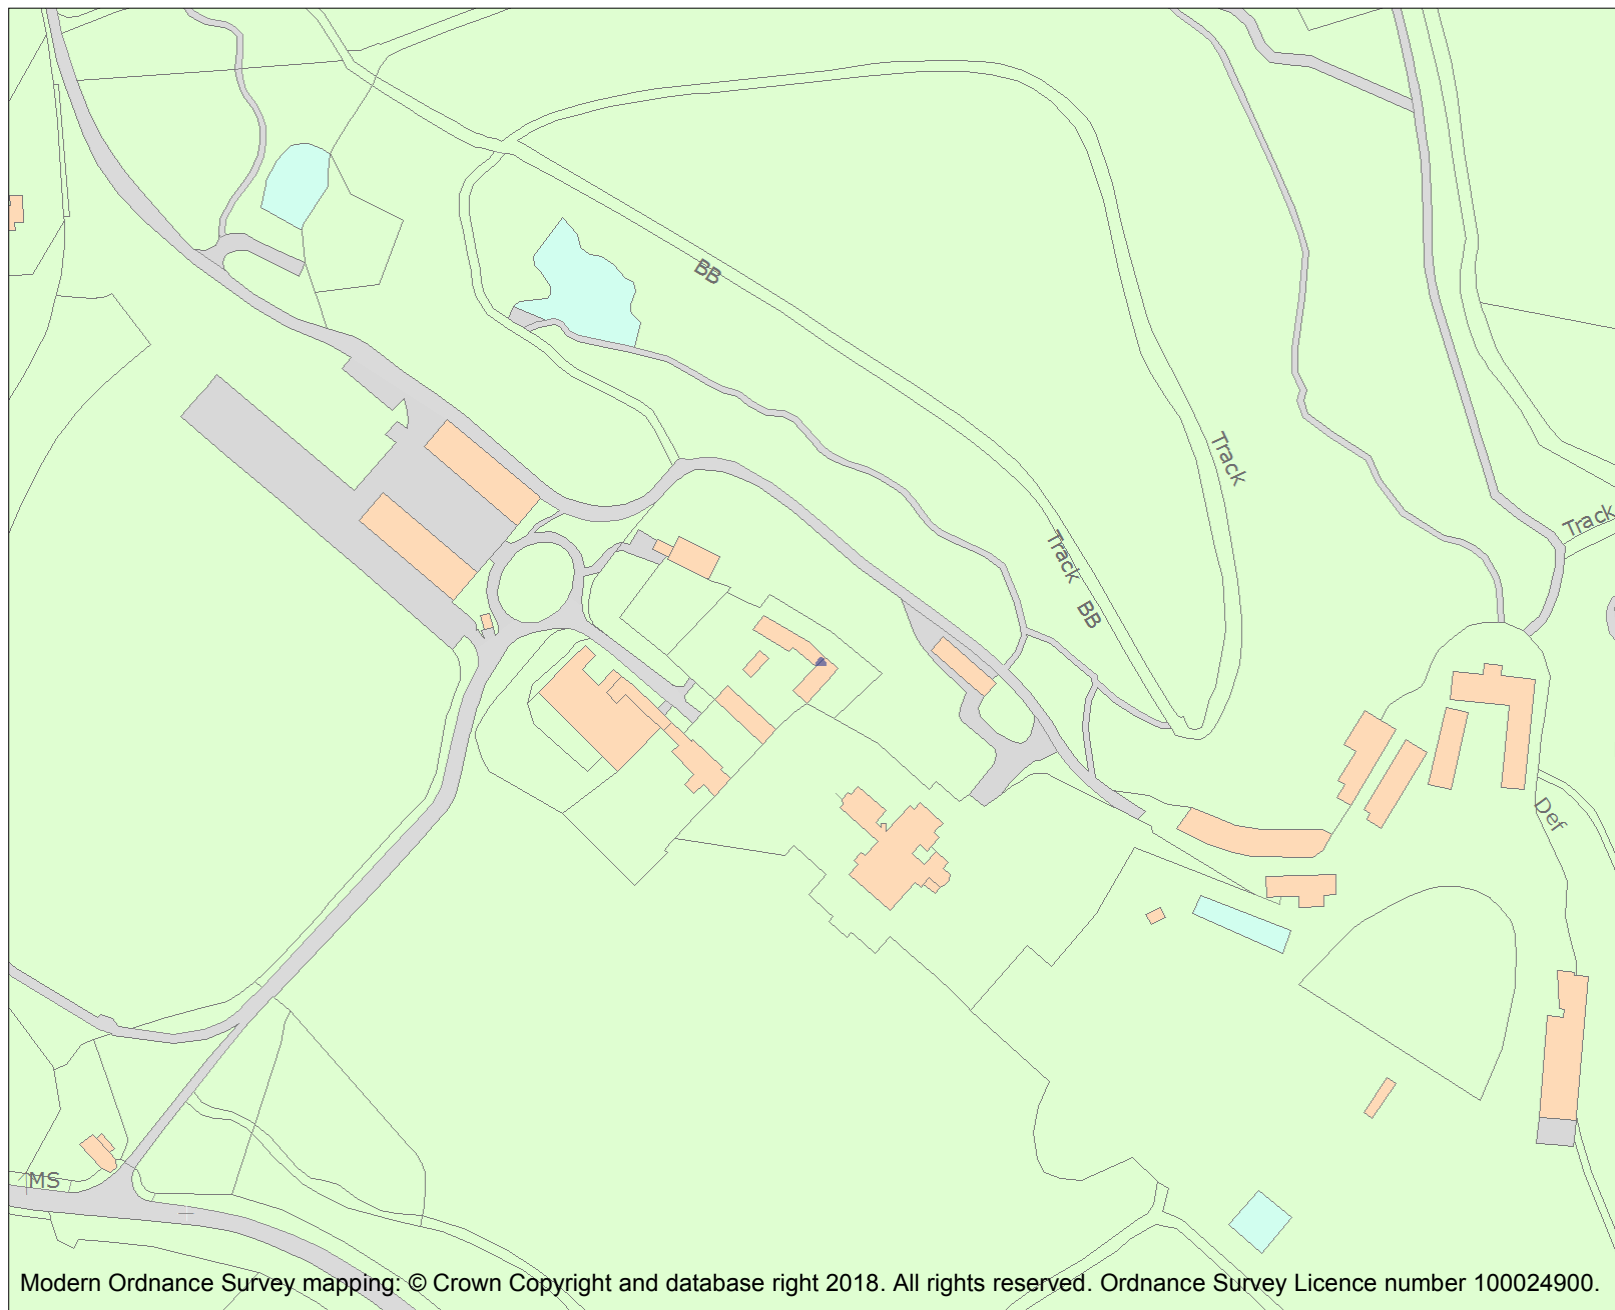 BB
Track
Track
Track
BB
Def
MS
Modern Ordnance Survey mapping: © Crown Copyright and database right 2018. All rights reserved. Ordnance Survey Licence number 100024900.